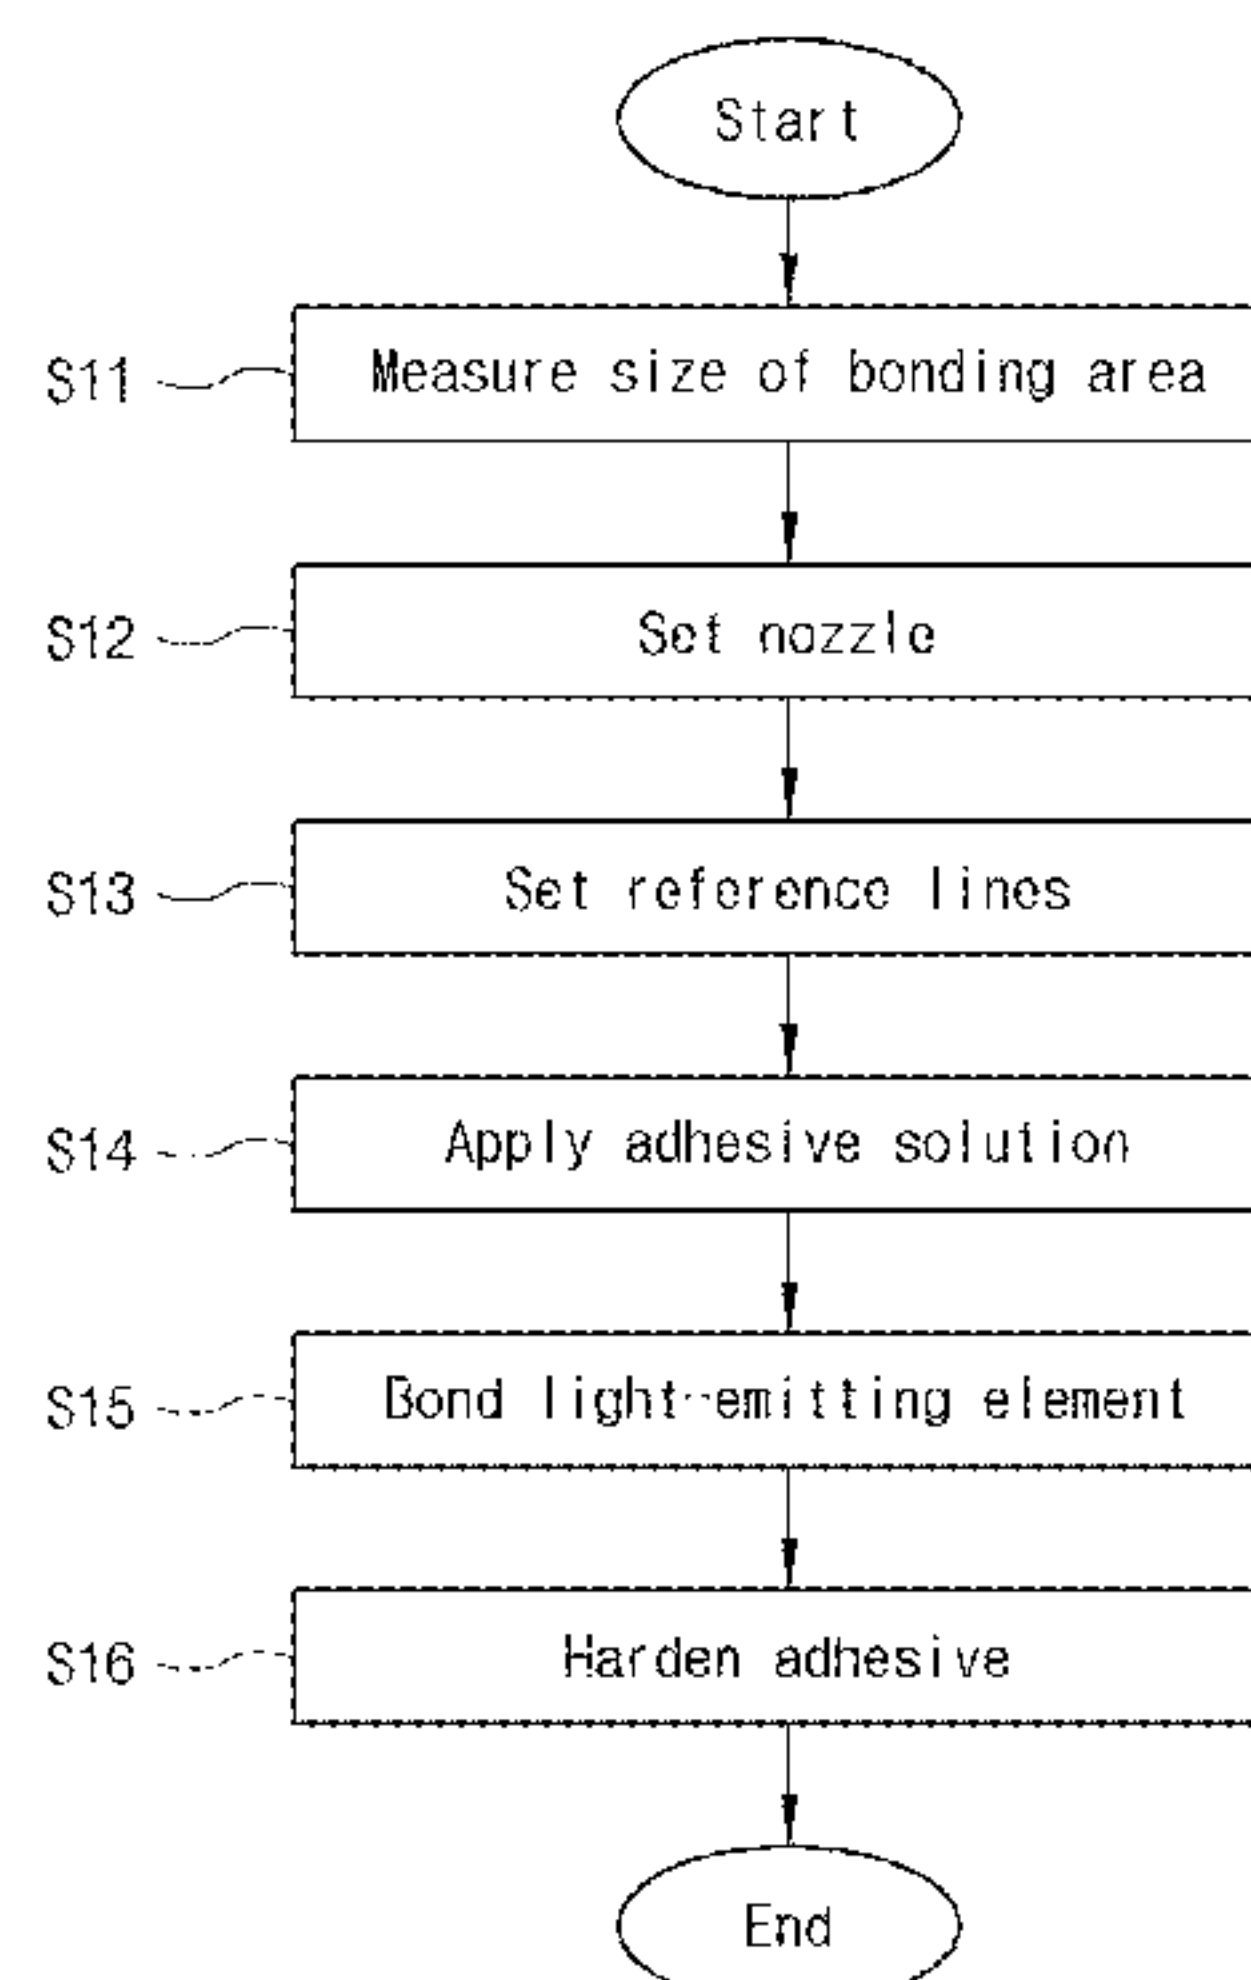 Start
S11 Measure size of bonding area
S12 Set nozzle
S13 Set reference lines
S14 Apply adhesive solution
S15 Bond light-emitting element
S16 Harden adhesive
End